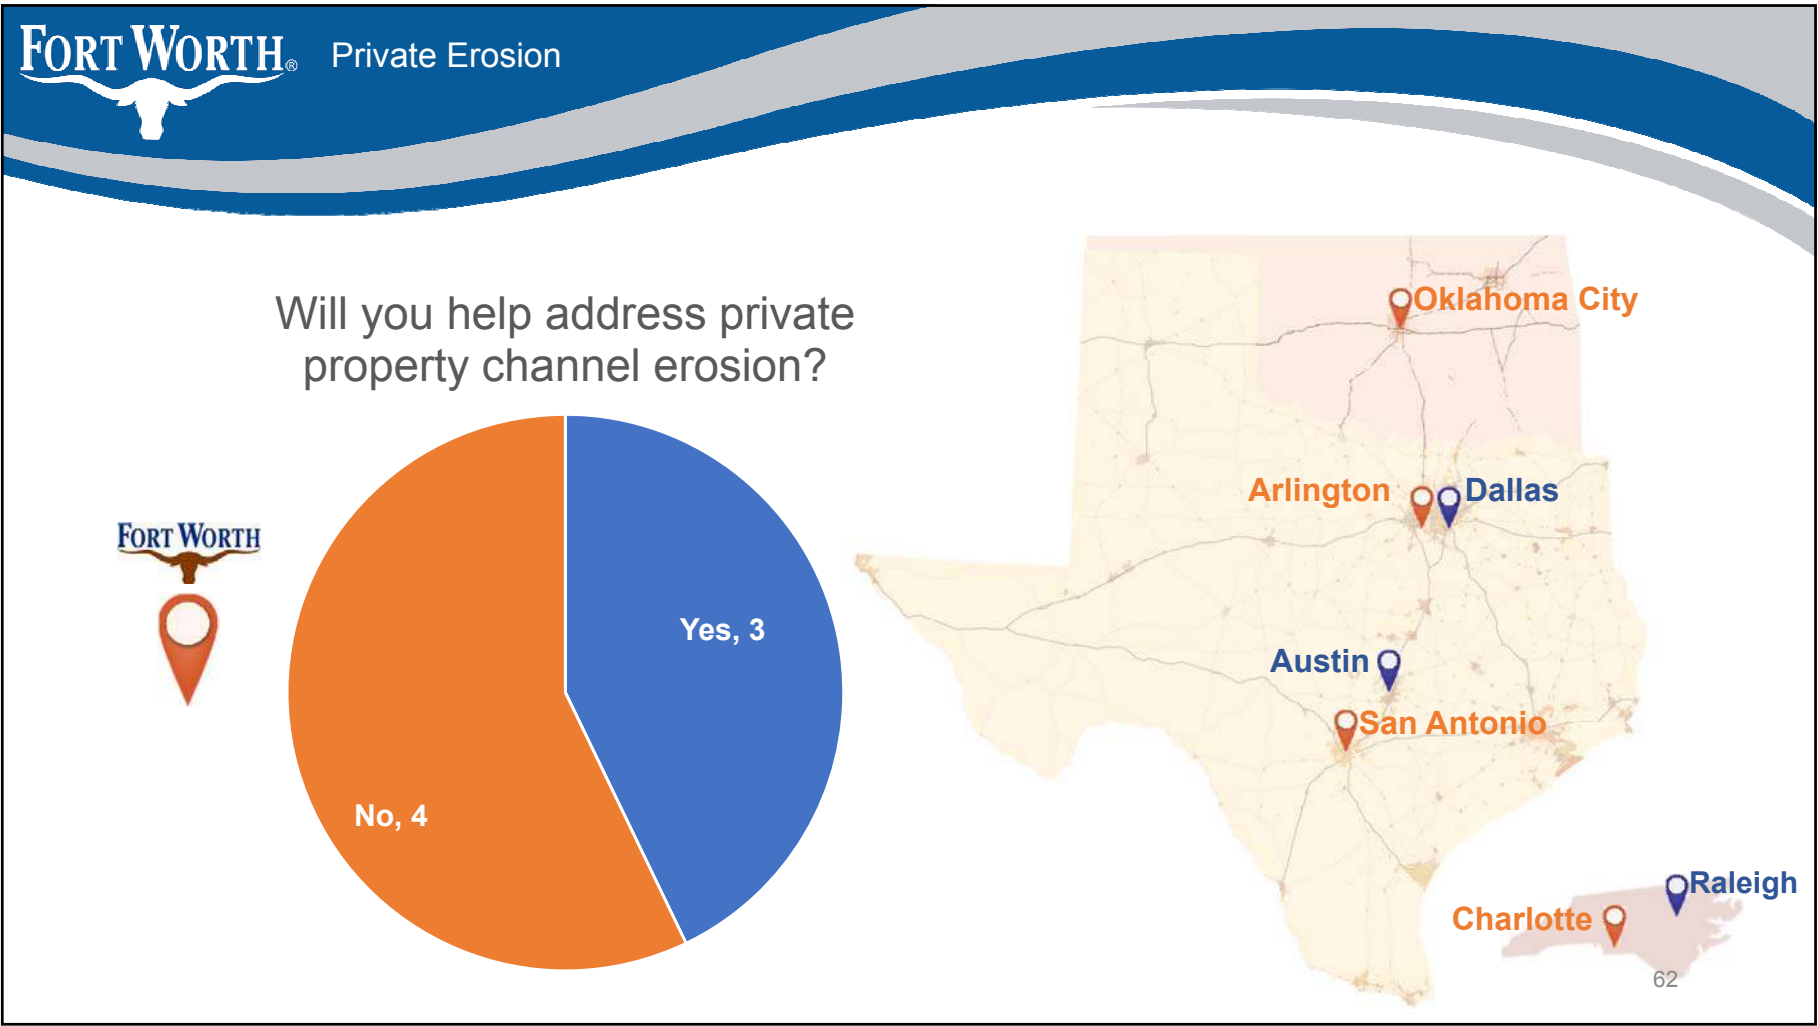 FORT WORTH®
Private Erosion
Will you help address private
property channel erosion?
FORT WORTH
Yes, 3
No, 4
Oklahoma City
Arlington
Dallas
Austin
San Antonio
Raleigh
Charlotte
62